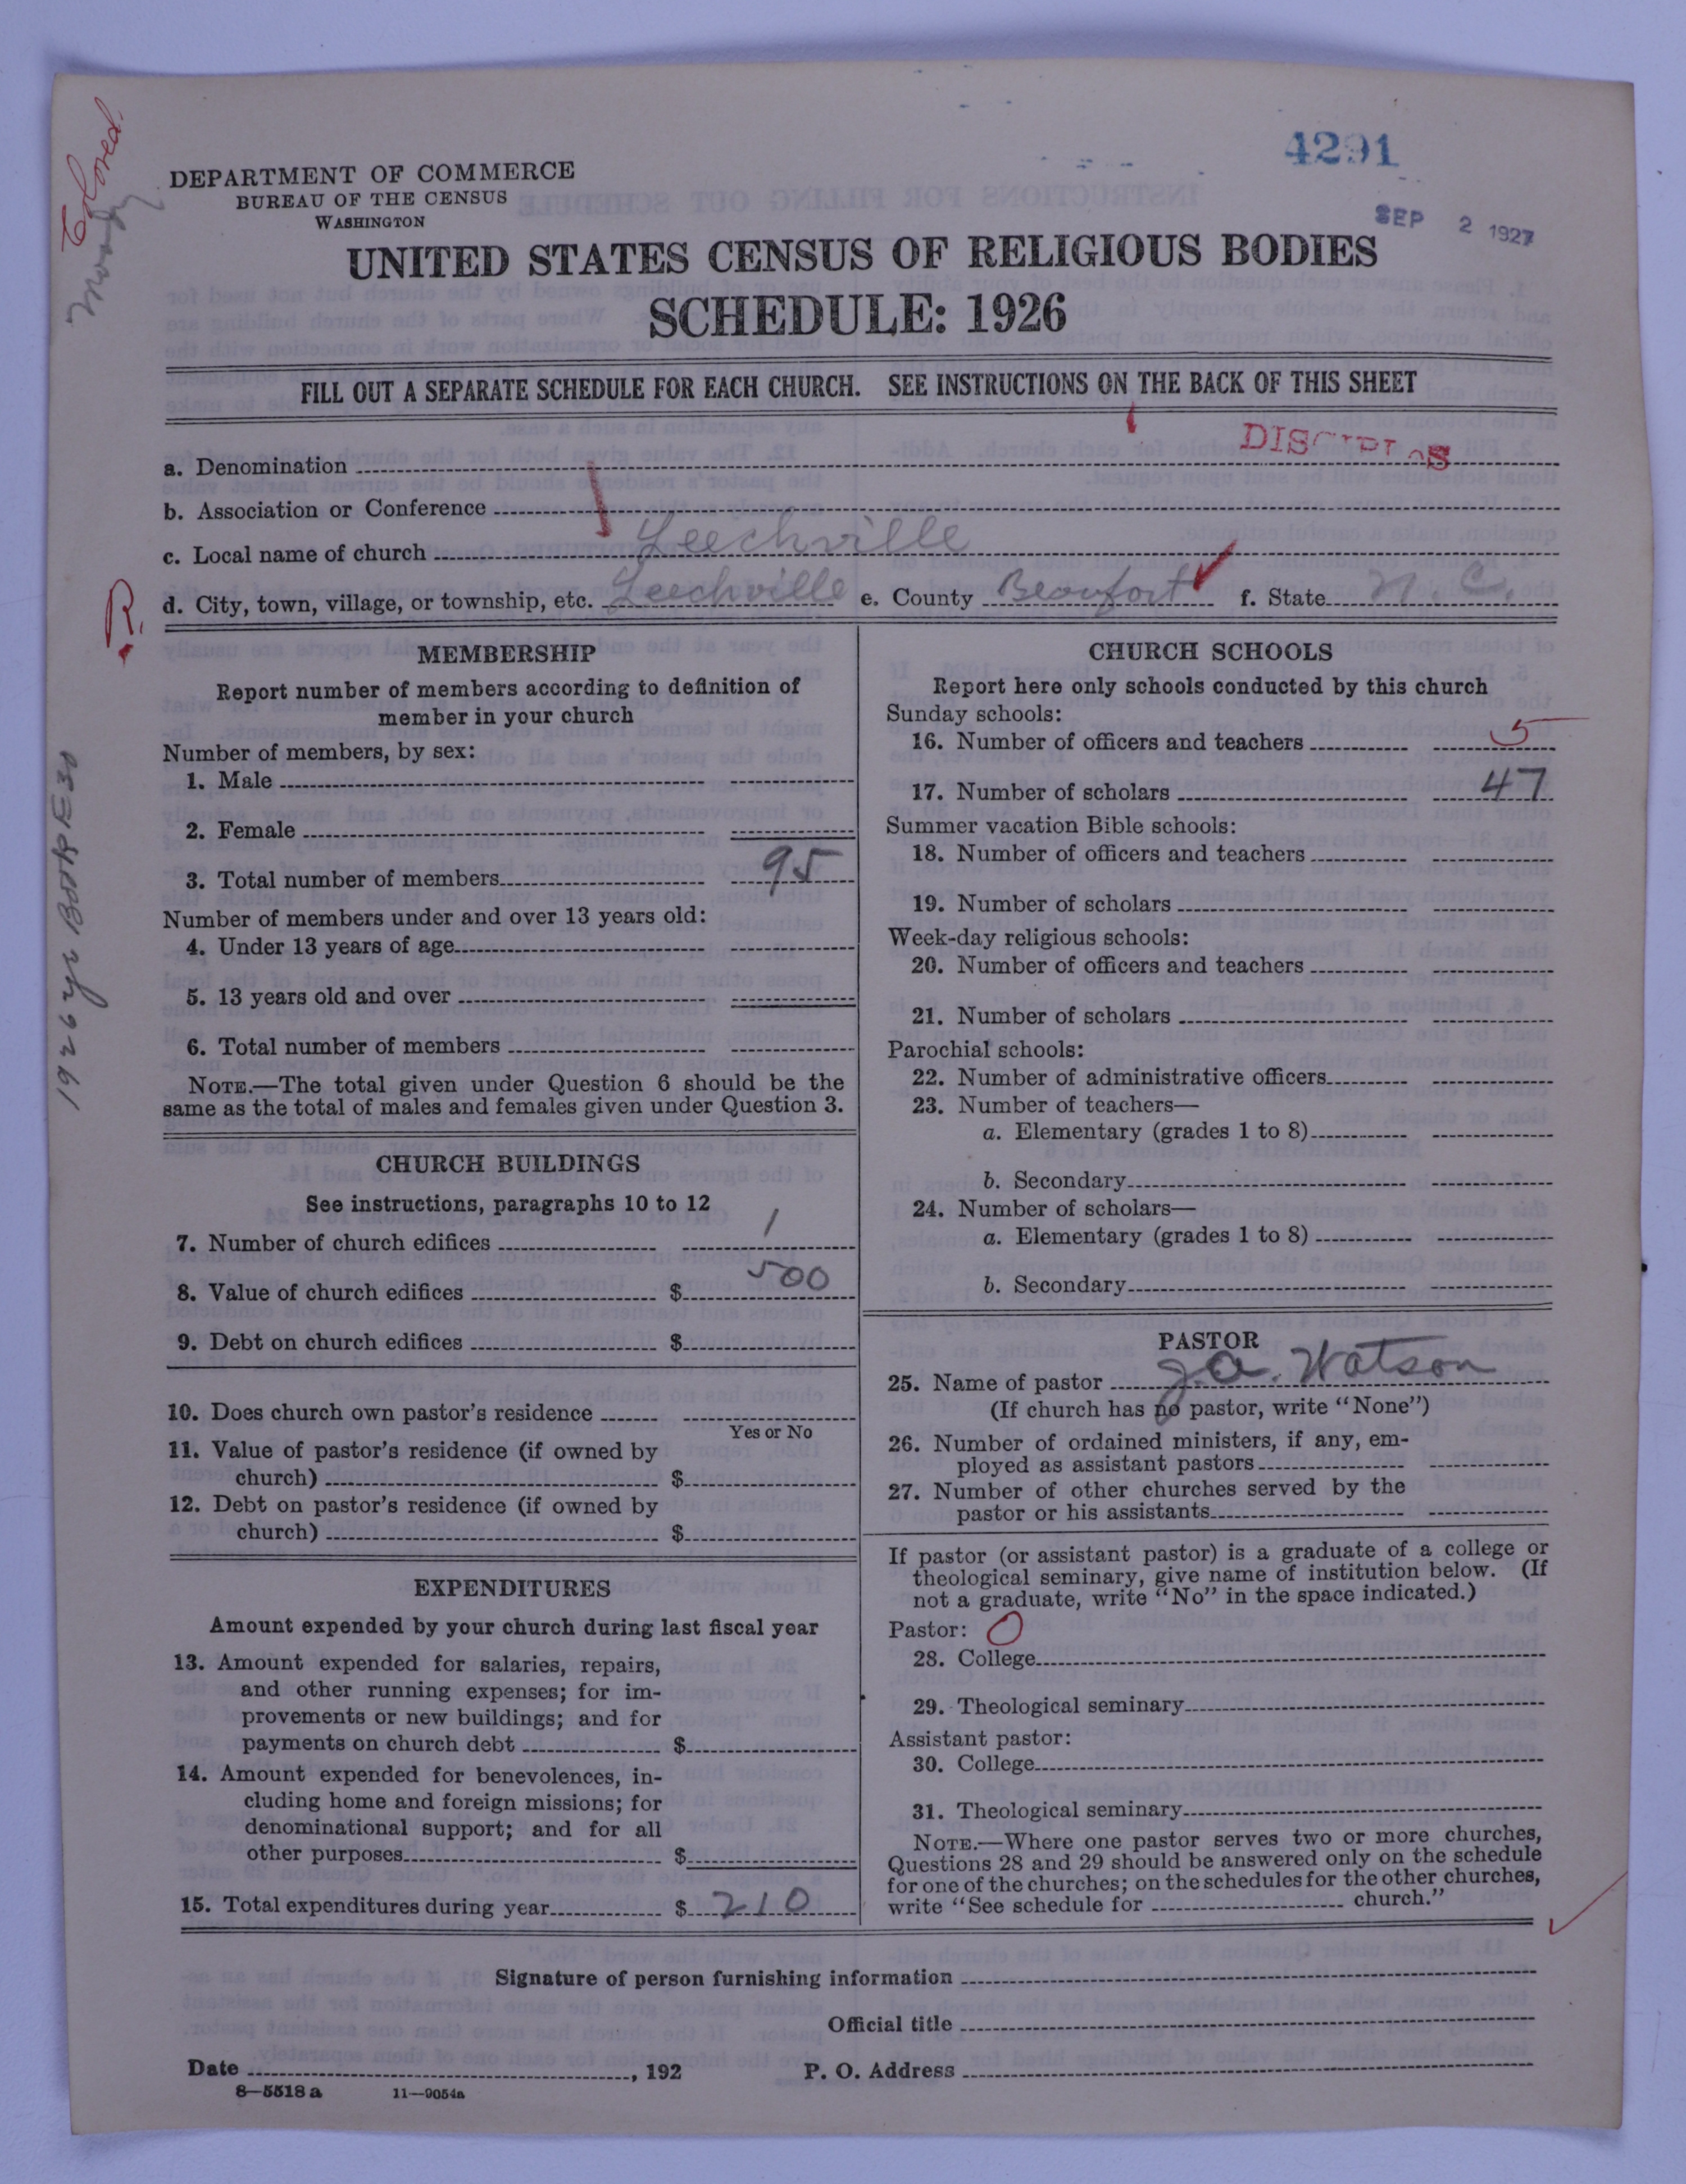 4291
Colored.
Moody
DEPARTMENT OF COMMERCE
BUREAU OF THE CENSUS
WASHINGTON
SEP 2 1927
UNITED STATES CENSUS OF RELIGIOUS BODIES
SCHEDULE: 1926
FILL OUT A SEPARATE SCHEDULE FOR EACH CHURCH. SEE INSTRUCTIONS ON THE BACK OF THIS SHEET
DISCIPLES
a. Denomination
b. Association or Conference
c. Local name of church Leechville
R.
d. City, town, village, or township, etc. Leechville e. County Beaufort f. State N. C.
MEMBERSHIP
Report number of members according to definition of
member in your church
Number of members, by sex:
1. Male
2. Female
3. Total number of members 95
Number of members under and over 13 years old:
4. Under 13 years of age
5. 13 years old and over
6. Total number of members
NOTE.—The total given under Question 6 should be the
same as the total of males and females given under Question 3.
1926 yr Book E30
CHURCH BUILDINGS
See instructions, paragraphs 10 to 12
7. Number of church edifices 1
8. Value of church edifices $ 500
9. Debt on church edifices $
10. Does church own pastor's residence
Yes or No
11. Value of pastor's residence (if owned by
church) $
12. Debt on pastor's residence (if owned by
church) $
EXPENDITURES
Amount expended by your church during last fiscal year
13. Amount expended for salaries, repairs,
and other running expenses; for im-
provements or new buildings; and for
payments on church debt $
14. Amount expended for benevolences, in-
cluding home and foreign missions; for
denominational support; and for all
other purposes $
15. Total expenditures during year $ 210
CHURCH SCHOOLS
Report here only schools conducted by this church
Sunday schools:
16. Number of officers and teachers 5
17. Number of scholars 47
Summer vacation Bible schools:
18. Number of officers and teachers
19. Number of scholars
Week-day religious schools:
20. Number of officers and teachers
21. Number of scholars
Parochial schools:
22. Number of administrative officers
23. Number of teachers—
a. Elementary (grades 1 to 8)
b. Secondary
24. Number of scholars—
a. Elementary (grades 1 to 8)
b. Secondary
PASTOR
25. Name of pastor J. A. Watson
(If church has no pastor, write "None")
26. Number of ordained ministers, if any, em-
ployed as assistant pastors
27. Number of other churches served by the
pastor or his assistants
If pastor (or assistant pastor) is a graduate of a college or
theological seminary, give name of institution below. (If
not a graduate, write "No" in the space indicated.)
Pastor: O
28. College
29. Theological seminary
Assistant pastor:
30. College
31. Theological seminary
NOTE.—Where one pastor serves two or more churches,
Questions 28 and 29 should be answered only on the schedule
for one of the churches; on the schedules for the other churches,
write "See schedule for church."
Signature of person furnishing information
Official title
Date , 192 P. O. Address
8—5518 a 11—9054a